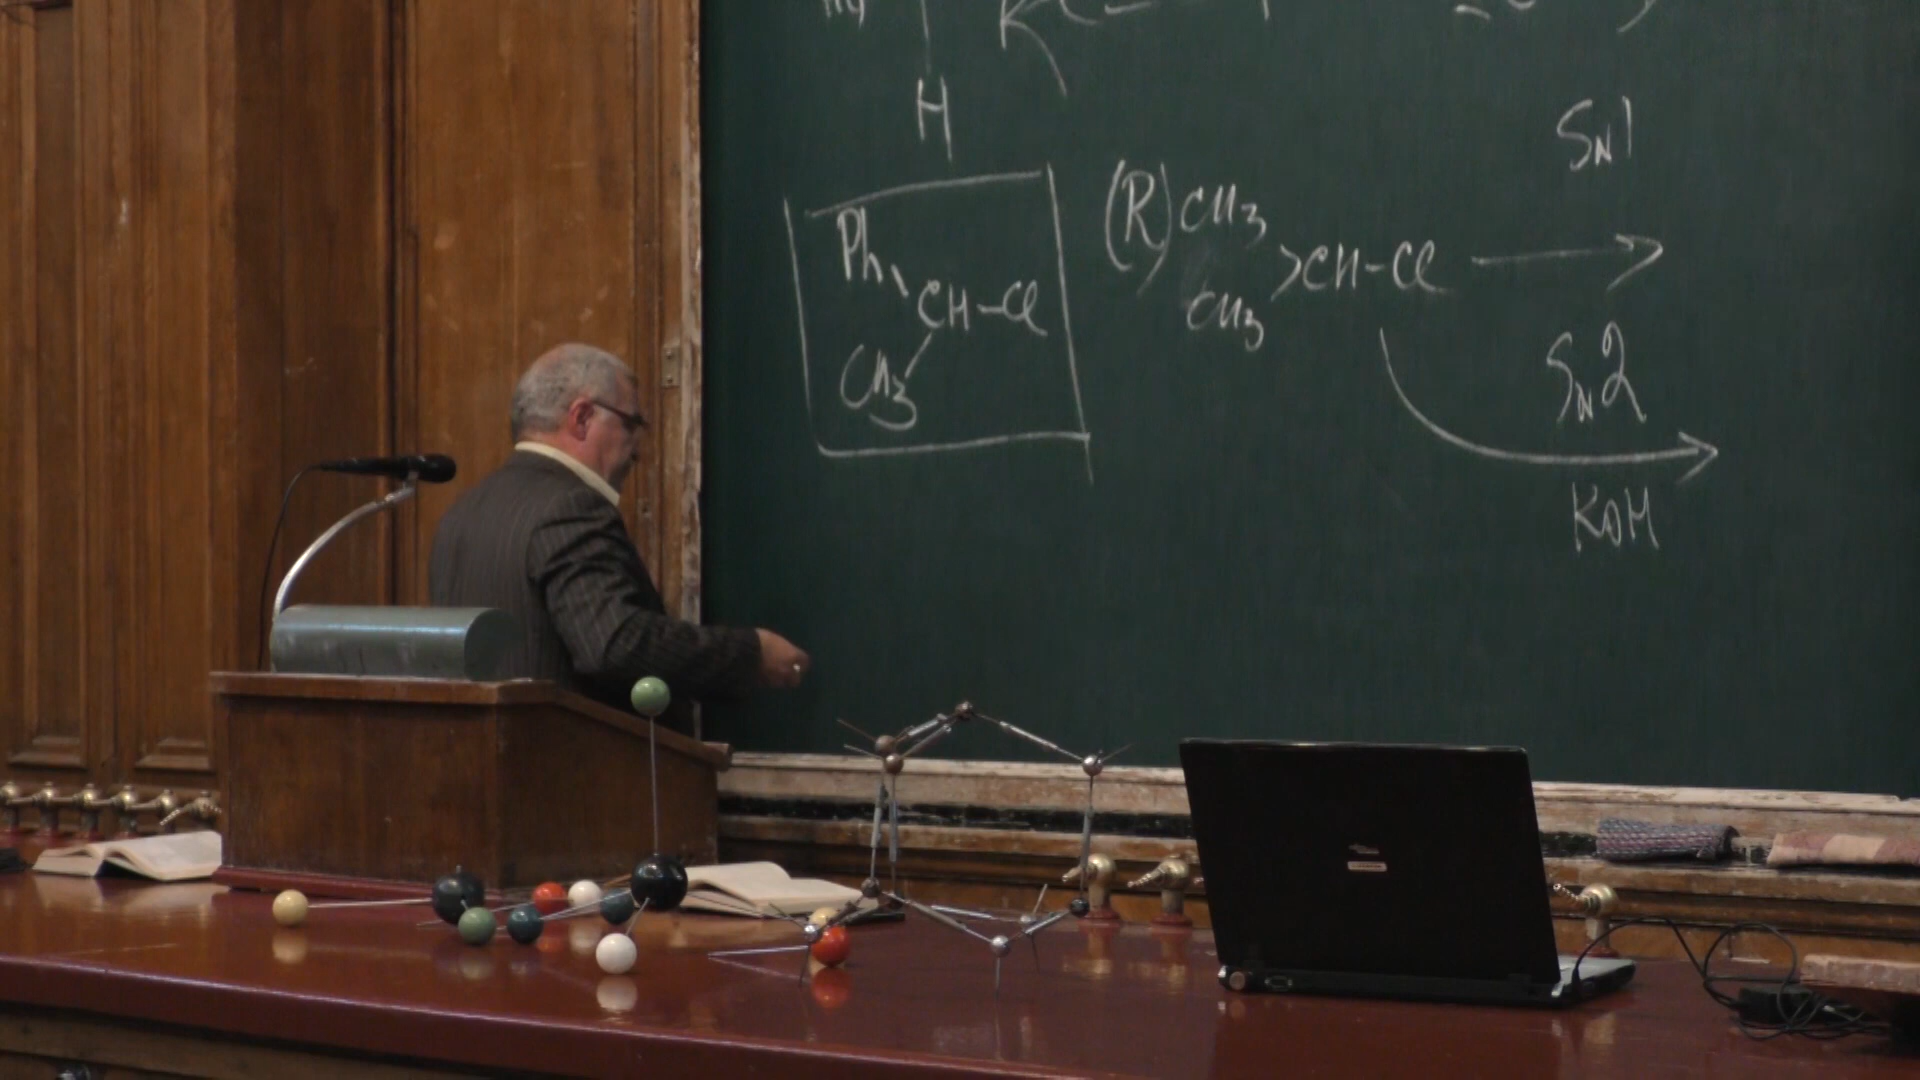 H
SN1
Ph
CH-Cl
CH3
(R) CH3
CH3 >CH-Cl →
SN2
KOH